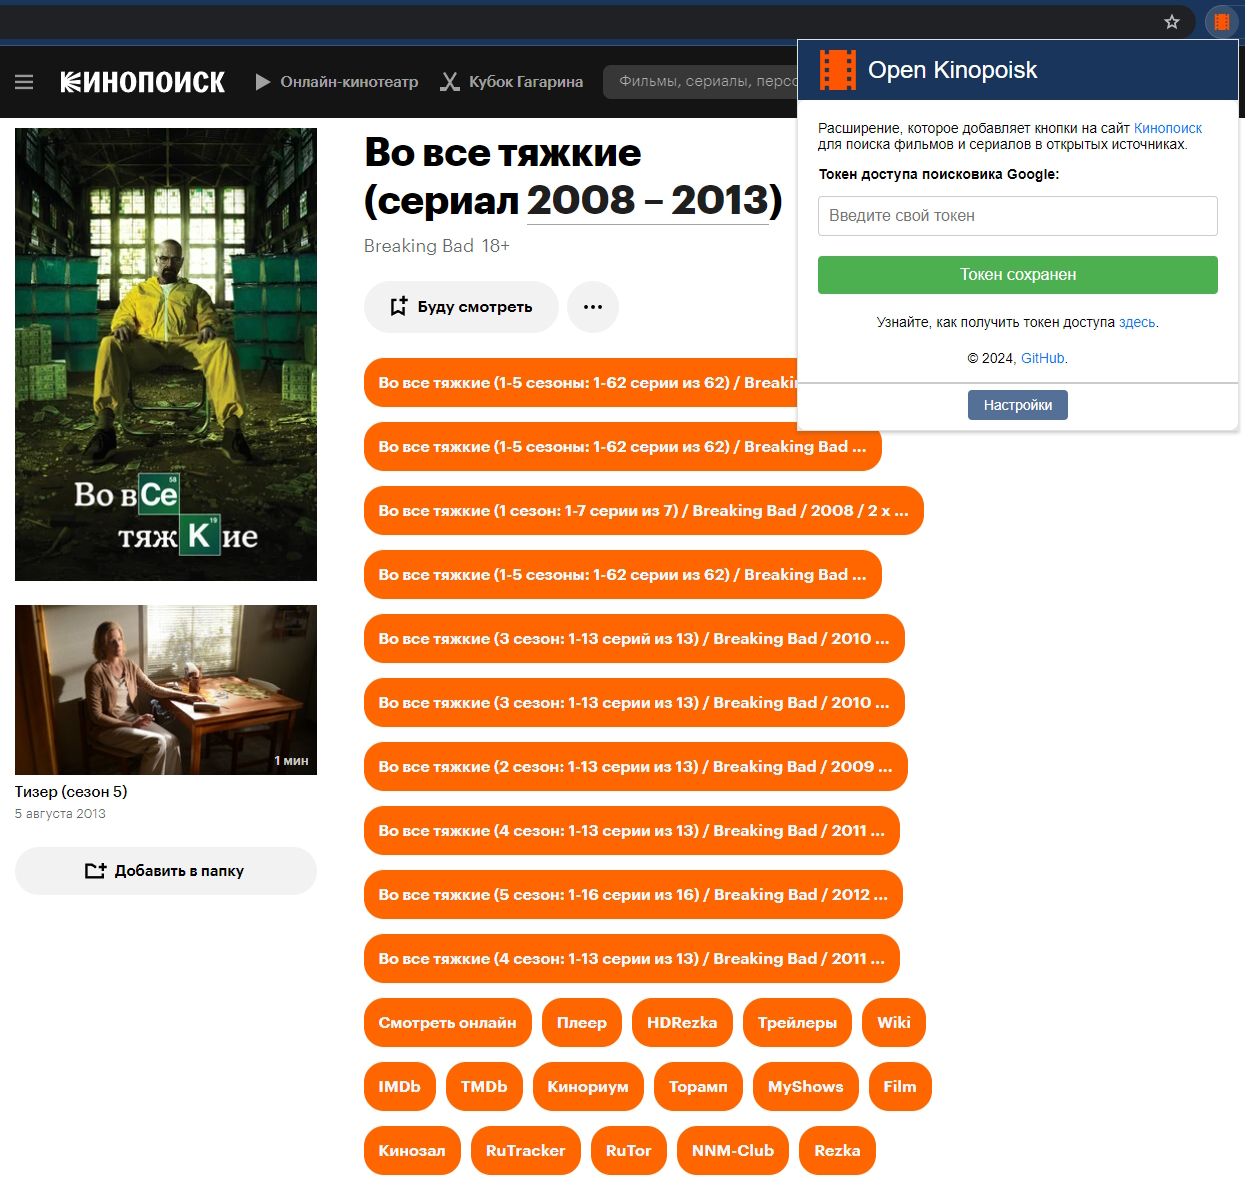 КИНОПОИСК
Онлайн-кинотеатр
Кубок Гагарина
Фильмы, сериалы, персо
Open Kinopoisk
Расширение, которое добавляет кнопки на сайт Кинопоиск
для поиска фильмов и сериалов в открытых источниках.
Токен доступа поисковика Google:
Введите свой токен
Токен сохранен
Узнайте, как получить токен доступа здесь.
© 2024, GitHub.
Настройки
Во вСе
58
тяжКие
19
1 мин
Тизер (сезон 5)
5 августа 2013
Добавить в папку
Во все тяжкие
(сериал 2008 – 2013)
Breaking Bad 18+
Буду смотреть
Во все тяжкие (1-5 сезоны: 1-62 серии из 62) / Breakin
Во все тяжкие (1-5 сезоны: 1-62 серии из 62) / Breaking Bad ...
Во все тяжкие (1 сезон: 1-7 серии из 7) / Breaking Bad / 2008 / 2 x ...
Во все тяжкие (1-5 сезоны: 1-62 серии из 62) / Breaking Bad ...
Во все тяжкие (3 сезон: 1-13 серий из 13) / Breaking Bad / 2010 ...
Во все тяжкие (3 сезон: 1-13 серии из 13) / Breaking Bad / 2010 ...
Во все тяжкие (2 сезон: 1-13 серии из 13) / Breaking Bad / 2009 ...
Во все тяжкие (4 сезон: 1-13 серии из 13) / Breaking Bad / 2011 ...
Во все тяжкие (5 сезон: 1-16 серии из 16) / Breaking Bad / 2012 ...
Во все тяжкие (4 сезон: 1-13 серии из 13) / Breaking Bad / 2011 ...
Смотреть онлайн Плеер HDRezka Трейлеры Wiki
IMDb TMDb Кинориум Торамп MyShows Film
Кинозал RuTracker RuTor NNM-Club Rezka